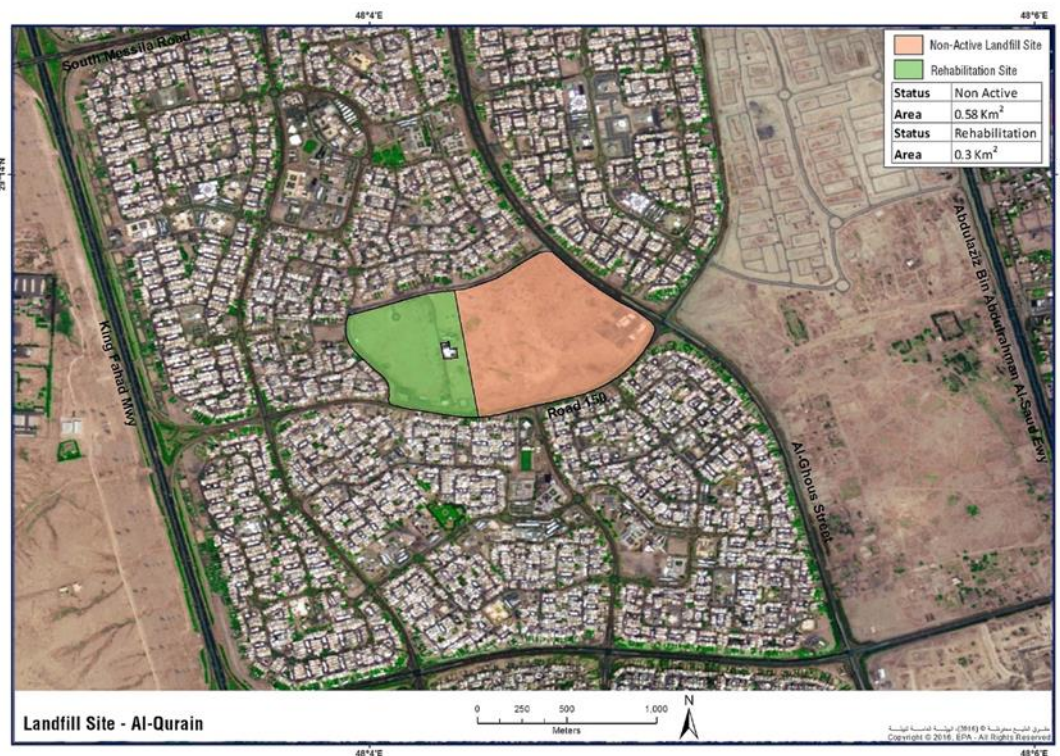 48°4'E
48°6'E
South Messila Road
Non-Active Landfill Site
Rehabilitation Site
Status Non Active
Area 0.58 Km²
Status Rehabilitation
Area 0.3 Km²
Abdulaziz Bin Abdulrahman Al-Saud Ewy
King Fahad Mwy
Road 150
Al-Ghous Street
Landfill Site - Al-Qurain
0 250 500 1,000
Meters
N
Copyright © 2016, EPA - All Rights Reserved
48°4'E
48°6'E